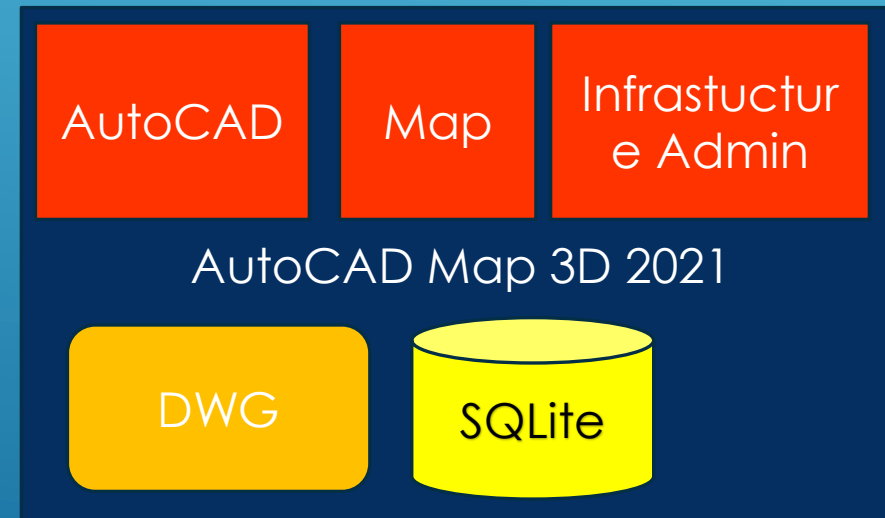 AutoCAD
Map
Infrastuctur
e Admin
AutoCAD Map 3D 2021
DWG
SQLite